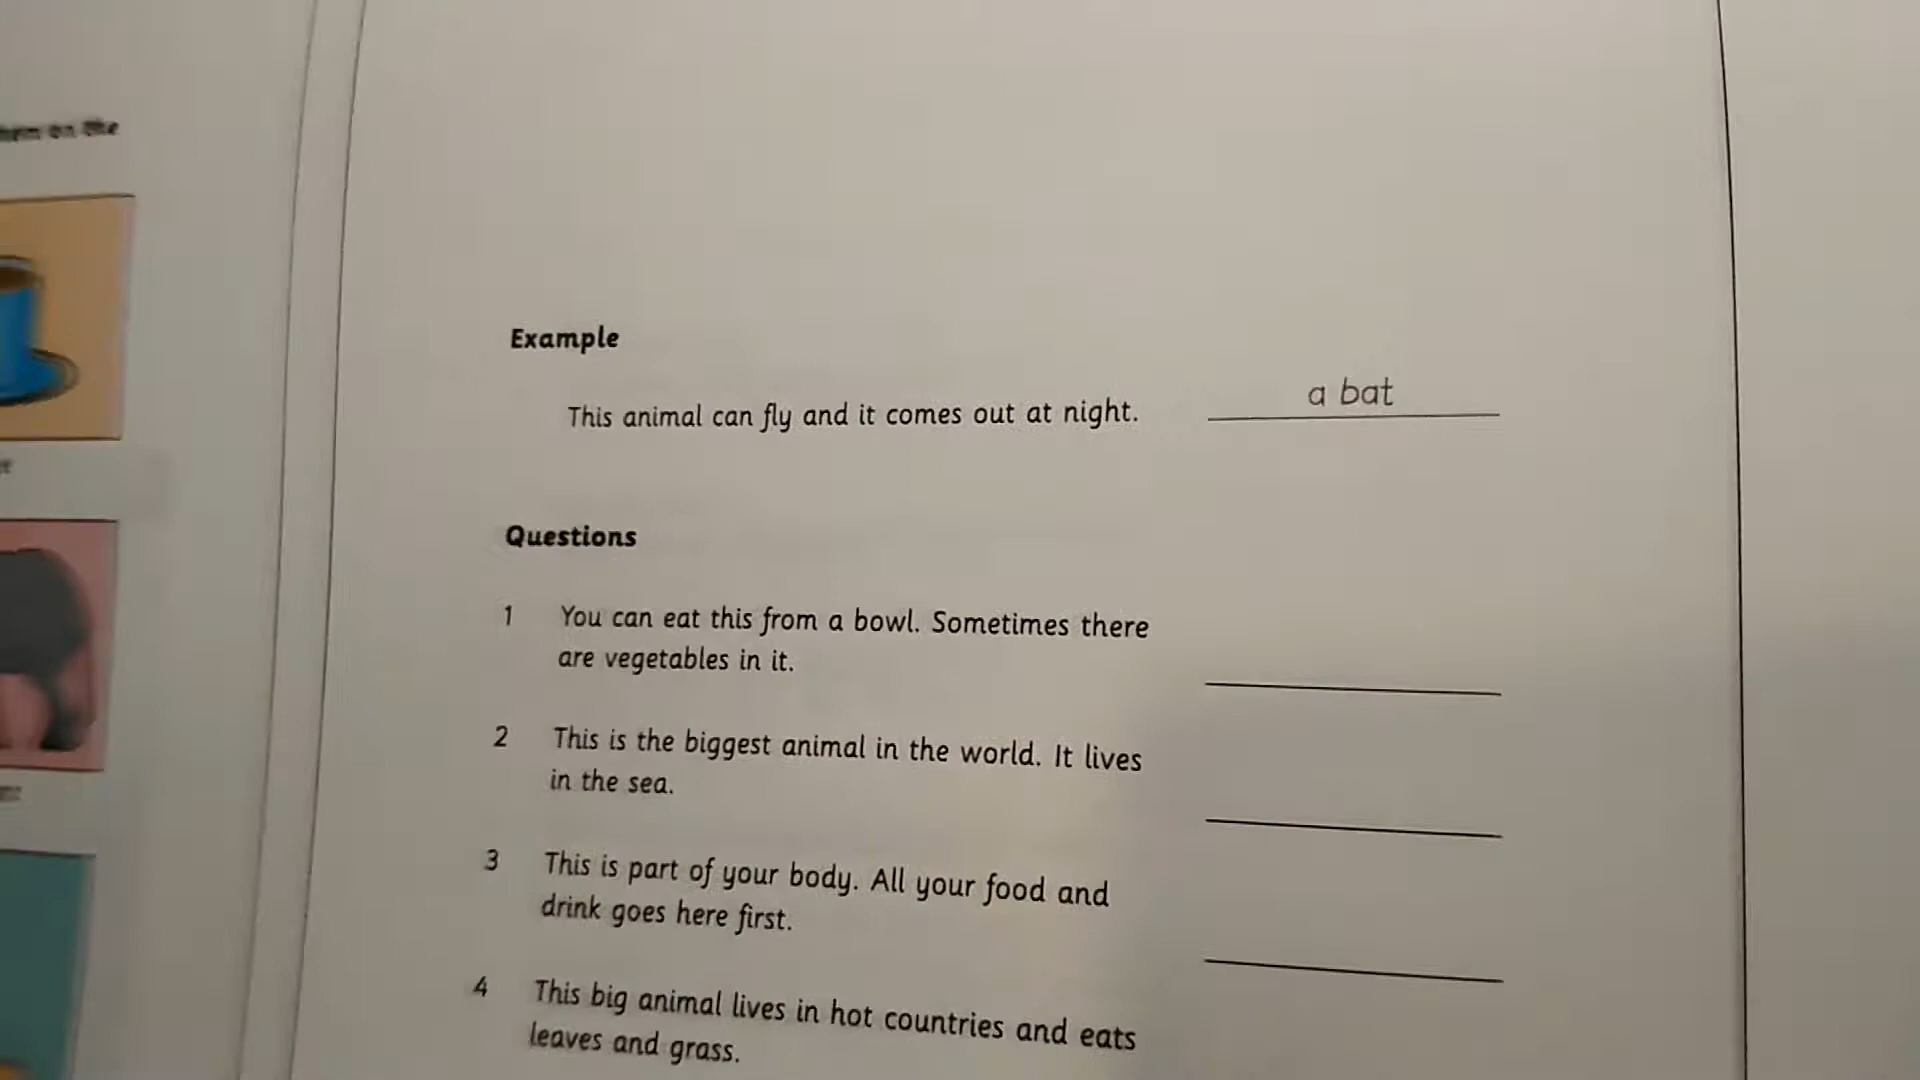 on the
Example
This animal can fly and it comes out at night.
a bat
Questions
1 You can eat this from a bowl. Sometimes there
are vegetables in it.
2 This is the biggest animal in the world. It lives
in the sea.
3 This is part of your body. All your food and
drink goes here first.
4 This big animal lives in hot countries and eats
leaves and grass.